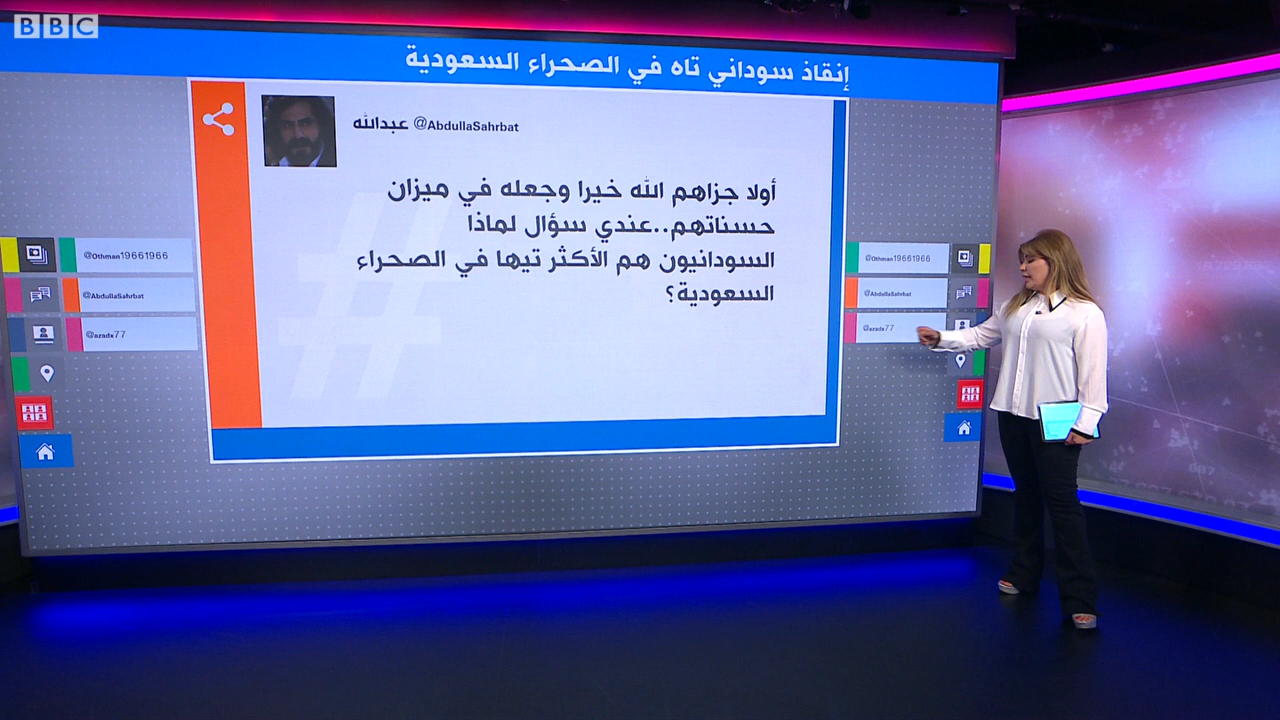 BBC
إنقاذ سوداني تاه في الصحراء السعودية
عبدالله @AbdullaSahrbat
أولا جزاهم الله خيرا وجعله في ميزان
حسناتهم..عندي سؤال لماذا
السودانيون هم الأكثر تيها في الصحراء
السعودية؟
@Othman19661966
@AbdullaSahrbat
@azadx77
@Othman19661966
@AbdullaSahrbat
@azadx77